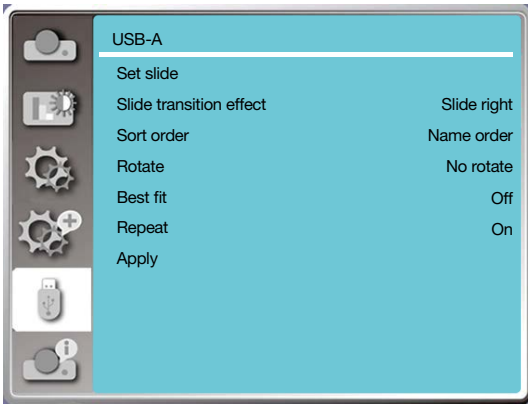 USB-A
Set slide
Slide transition effect Slide right
Sort order Name order
Rotate No rotate
Best fit Off
Repeat On
Apply